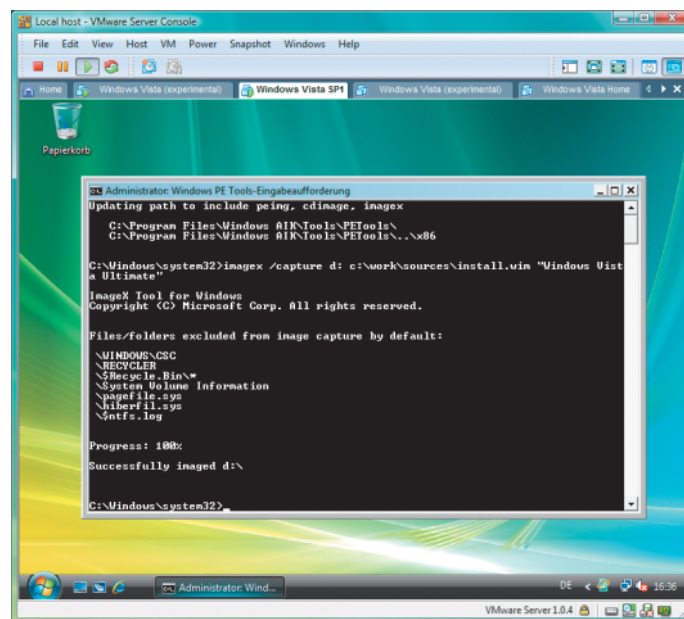 Local host - VMware Server Console
File Edit View Host VM Power Snapshot Windows Help
Home Windows Vista (experimental) Windows Vista SP1 Windows Vista (experimental) Windows Vista Home
Papierkorb
Administrator: Windows PE Tools-Eingabeaufforderung
Updating path to include peimg, cdimage, imagex
C:\Program Files\Windows AIK\Tools\PETools\
C:\Program Files\Windows AIK\Tools\PETools\..\x86
C:\Windows\system32>imagex /capture d: c:\work\sources\install.wim "Windows Vist
a Ultimate"
ImageX Tool for Windows
Copyright (C) Microsoft Corp. All rights reserved.
Files/folders excluded from image capture by default:
\WINDOWS\CSC
\RECYCLER
\$Recycle.Bin\*
\System Volume Information
\pagefile.sys
\hiberfil.sys
\$ntfs.log
Progress: 100%
Successfully imaged d:\
C:\Windows\system32>_
Administrator: Wind...
DE
16:36
VMware Server 1.0.4